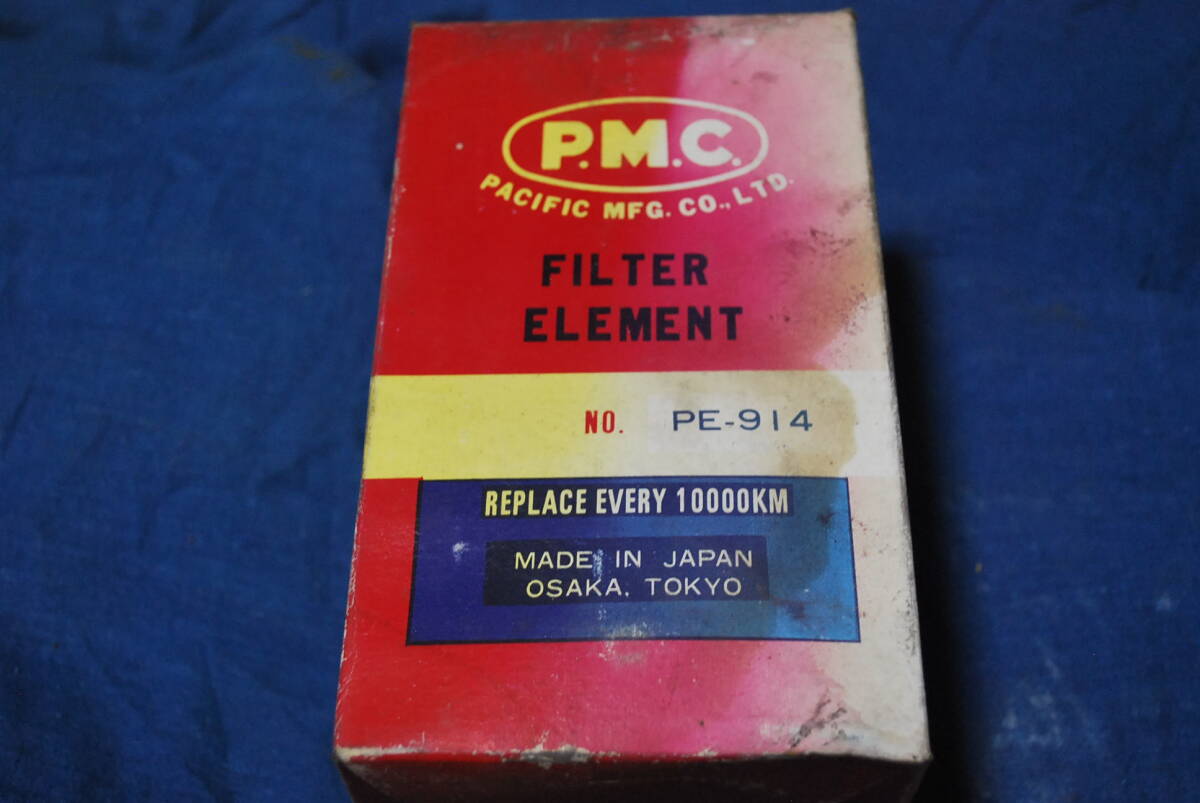 P.M.C.
PACIFIC MFG. CO., LTD.
FILTER
ELEMENT
NO. PE-914
REPLACE EVERY 10000KM
MADE IN JAPAN
OSAKA, TOKYO